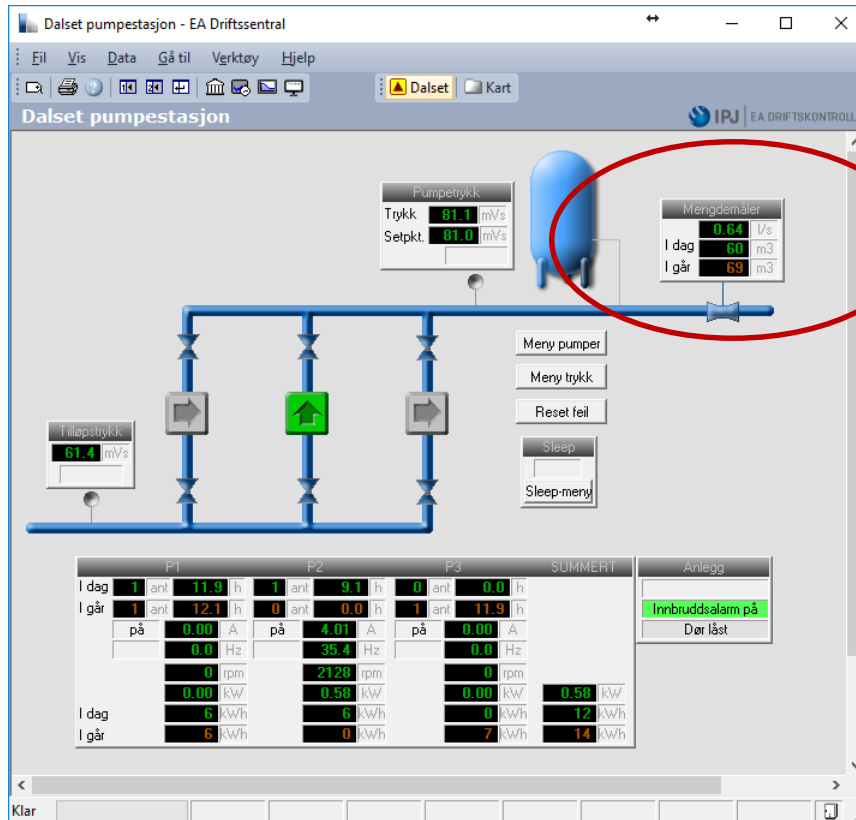 Dalset pumpestasjon - EA Driftssentral
Fil Vis Data Gå til Verktøy Hjelp
Dalset Kart
Dalset pumpestasjon
IPJ EA DRIFTSKONTROLL
Pumpetrykk
Trykk 81.1 mVs
Setpkt. 81.0 mVs
Mengdemåler
0.64 l/s
I dag 60 m3
I går 69 m3
Meny pumper
Meny trykk
Reset feil
Tilløpstrykk
61.4 mVs
Sleep
Sleep-meny
P1 P2 P3 SUMMERT
I dag 1 ant 11.9 h 1 ant 9.1 h 0 ant 0.0 h
I går 1 ant 12.1 h 0 ant 0.0 h 1 ant 11.9 h
på 0.00 A på 4.01 A på 0.00 A
0.0 Hz 35.4 Hz 0.0 Hz
0 rpm 2128 rpm 0 rpm
0.00 kW 0.58 kW 0.00 kW 0.58 kW
I dag 6 kWh 6 kWh 0 kWh 12 kWh
I går 6 kWh 0 kWh 7 kWh 14 kWh
Anlegg
Innbruddsalarm på
Dør låst
Klar